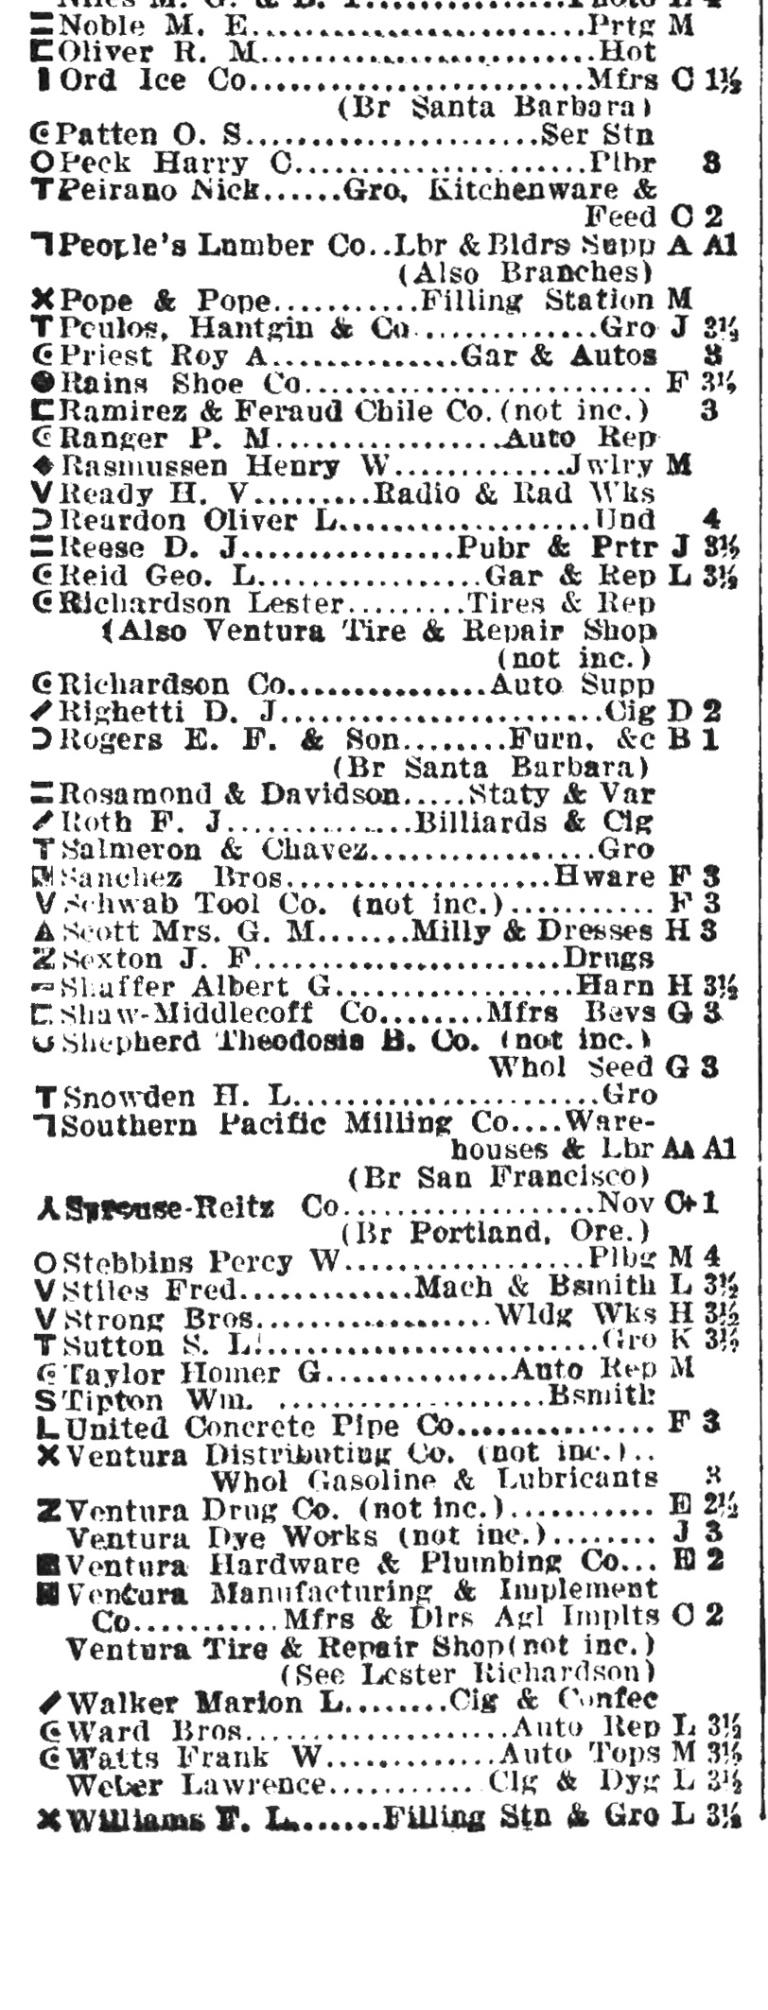 Noble M. E.......................Prtg M
Oliver R. M.......................Hot
Ord Ice Co.......................Mfrs C 1½
(Br Santa Barbara)
Patten O. S.......................Ser Stn
Peck Harry C.......................Plbr 3
T Peirano Nick......Gro, Kitchenware &
Feed C 2
People's Lumber Co..Lbr & Bldrs Supp A A1
(Also Branches)
X Pope & Pope...........Filling Station M
T Poulos, Hantgin & Co..............Gro J 3½
Priest Roy A..............Gar & Autos 3
Rains Shoe Co.......................... F 3½
Ramirez & Feraud Chile Co.(not inc.) 3
Ranger P. M.................Auto Rep
Rasmussen Henry W.............Jwlry M
V Ready H. V.........Radio & Rad Wks
Reardon Oliver L...................Und 4
Reese D. J................Pubr & Prtr J 3½
Reid Geo. L.................Gar & Rep L 3½
Richardson Lester.........Tires & Rep
(Also Ventura Tire & Repair Shop
(not inc.)
Richardson Co...............Auto Supp
Righetti D. J........................Cig D 2
Rogers E. F. & Son........Furn, &c B 1
(Br Santa Barbara)
Rosamond & Davidson.....Staty & Var
Roth F. J..............Billiards & Cig
T Salmeron & Chavez.................Gro
Sanchez Bros....................Hware F 3
V Schwab Tool Co. (not inc.)........... F 3
Scott Mrs. G. M.......Milly & Dresses H 3
Z Sexton J. F.......................Drugs
Shaffer Albert G..................Harn H 3½
Shaw-Middlecoff Co........Mfrs Bevs G 3
Shepherd Theodosia B. Co. (not inc.)
Whol Seed G 3
T Snowden H. L.......................Gro
Southern Pacific Milling Co....Ware-
houses & Lbr AA A1
(Br San Francisco)
Sprouse-Reitz Co...................Nov C+ 1
(Br Portland, Ore.)
O Stebbins Percy W..................Plbg M 4
V Stiles Fred.............Mach & Bsmith L 3½
V Strong Bros..................Wldg Wks H 3½
T Sutton S. L.........................Gro K 3½
Taylor Homer G..............Auto Rep M
S Tipton Wm. ....................Bsmith
L United Concrete Pipe Co............... F 3
X Ventura Distributing Co. (not inc.)..
Whol Gasoline & Lubricants 3
Z Ventura Drug Co. (not inc.)........... E 2½
Ventura Dye Works (not inc.)........ J 3
Ventura Hardware & Plumbing Co... E 2
Ventura Manufacturing & Implement
Co...........Mfrs & Dlrs Agl Implts C 2
Ventura Tire & Repair Shop(not inc.)
(See Lester Richardson)
Walker Marion L........Cig & Confec
Ward Bros.....................Auto Rep L 3½
Watts Frank W............Auto Tops M 3½
Weber Lawrence........... Clg & Dyg L 3½
X Williams F. L.......Filling Stn & Gro L 3½